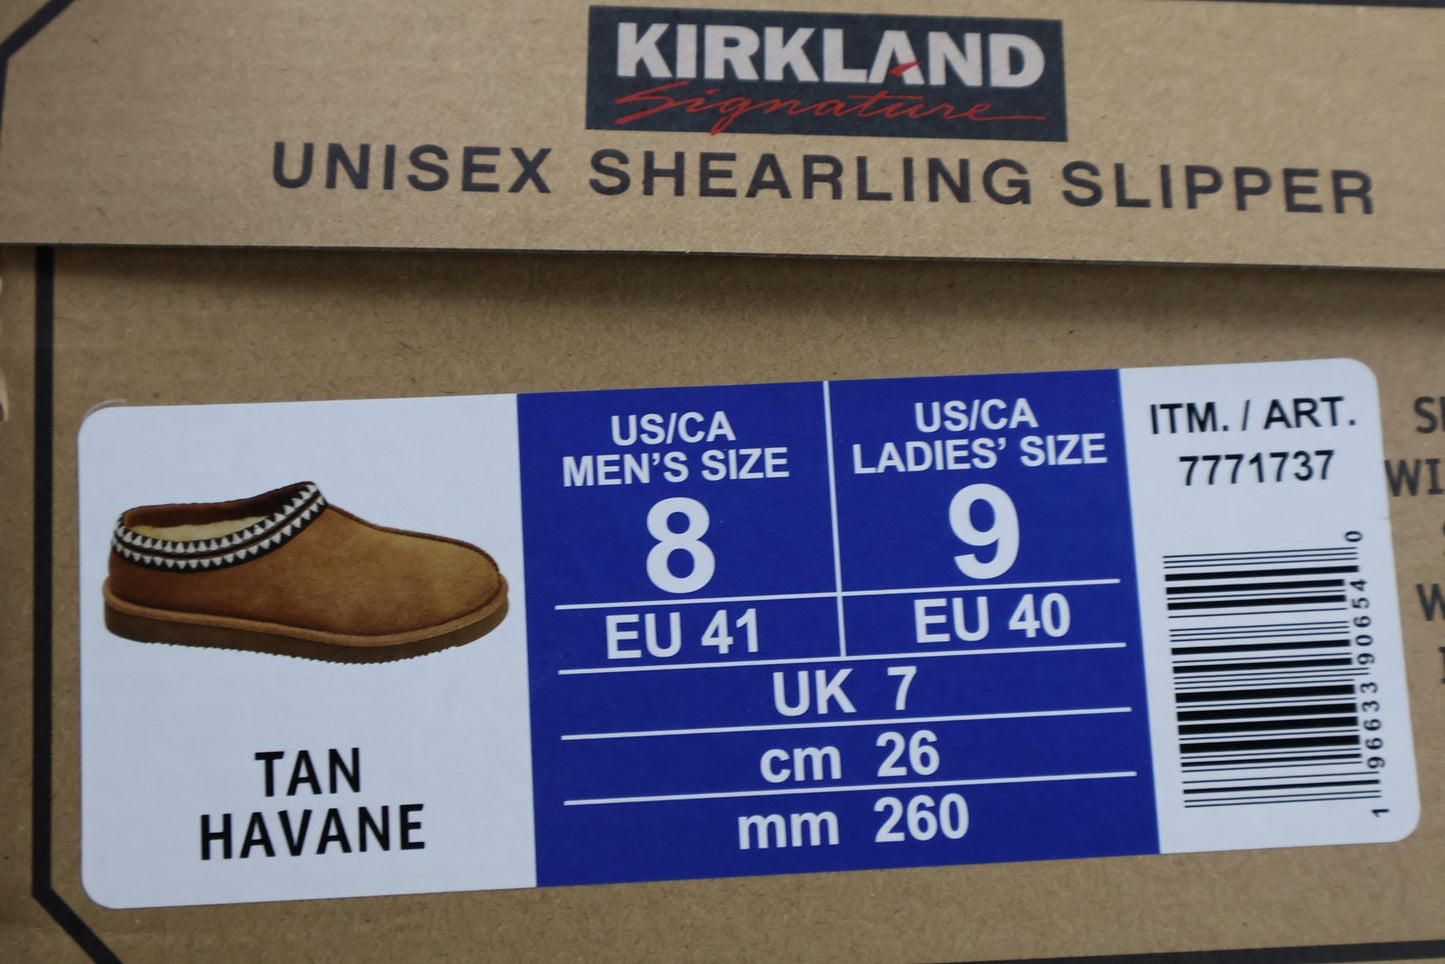 KIRKLAND
Signature
UNISEX SHEARLING SLIPPER
TAN
HAVANE
US/CA
MEN'S SIZE
8
EU 41
US/CA
LADIES' SIZE
9
EU 40
UK 7
cm 26
mm 260
ITM. / ART.
7771737
1 96633 90654 0
WI